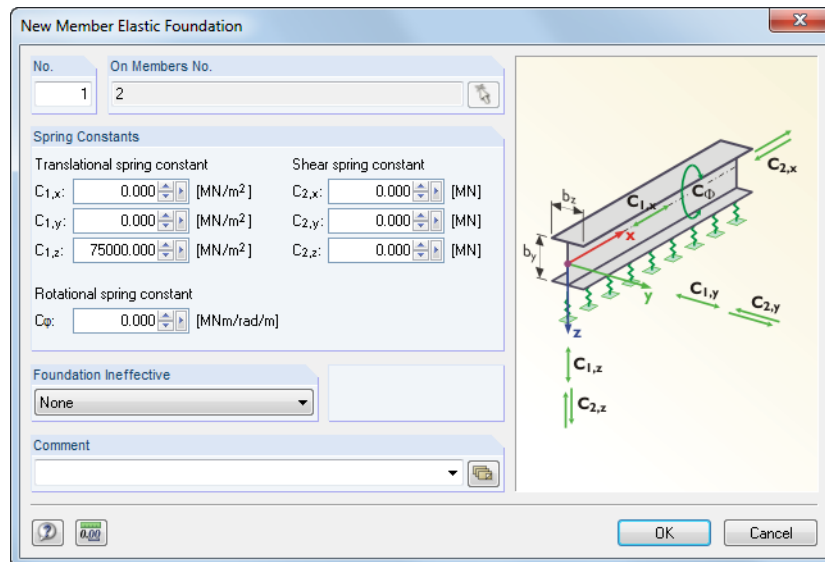 New Member Elastic Foundation
No. On Members No.
1 2
Spring Constants
Translational spring constant Shear spring constant
C1,x: 0.000 [MN/m²] C2,x: 0.000 [MN]
C1,y: 0.000 [MN/m²] C2,y: 0.000 [MN]
C1,z: 75000.000 [MN/m²] C2,z: 0.000 [MN]
Rotational spring constant
Cφ: 0.000 [MNm/rad/m]
Foundation Ineffective
None
Comment
C2,x
bz C1,x CΦ
x
by
y C1,y C2,y
z
C1,z
C2,z
0.00 OK Cancel